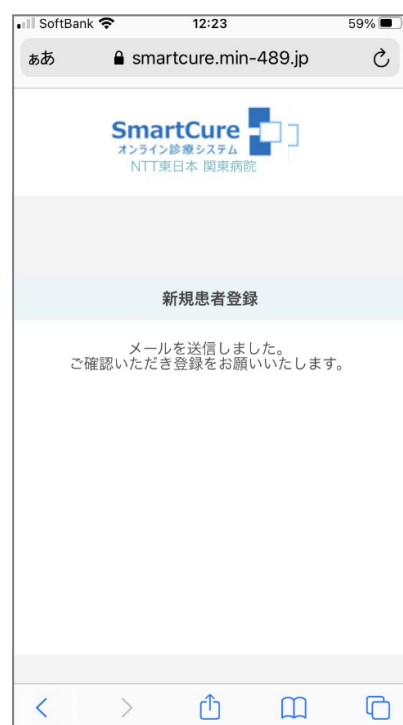 SoftBank 12:23 59%
ぁあ smartcure.min-489.jp
SmartCure
オンライン診療システム
NTT東日本 関東病院
新規患者登録
メールを送信しました。
ご確認いただき登録をお願いいたします。